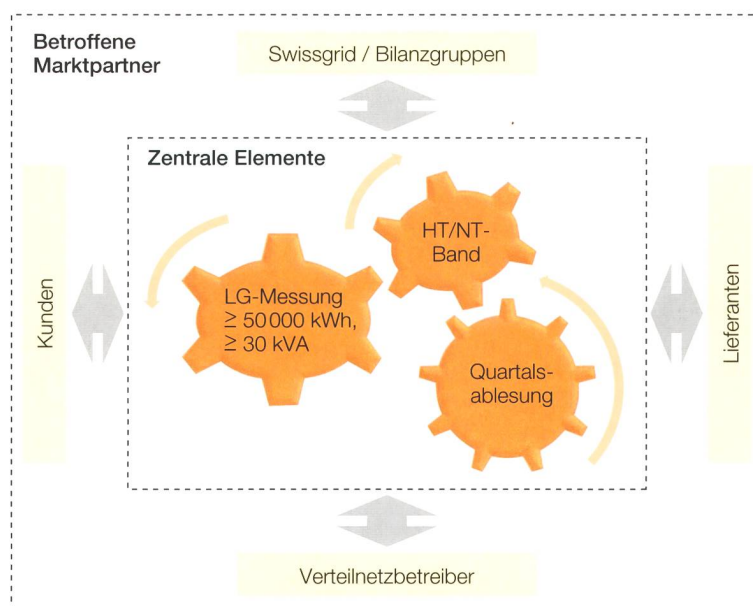 Betroffene
Marktpartner
Swissgrid / Bilanzgruppen
Zentrale Elemente
HT/NT-
Band
LG-Messung
≥ 50 000 kWh,
≥ 30 kVA
Quartals-
ablesung
Kunden
Lieferanten
Verteilnetzbetreiber